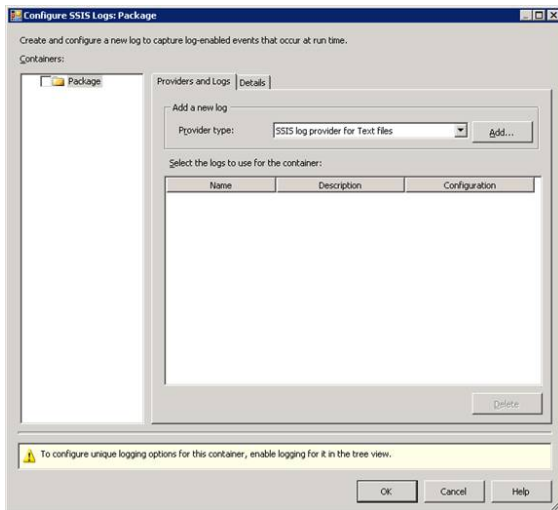 Configure SSIS Logs: Package
Create and configure a new log to capture log-enabled events that occur at run time.
Containers:
Package
Providers and Logs Details
Add a new log
Provider type: SSIS log provider for Text files Add...
Select the logs to use for the container:
Name Description Configuration
Delete
To configure unique logging options for this container, enable logging for it in the tree view.
OK Cancel Help